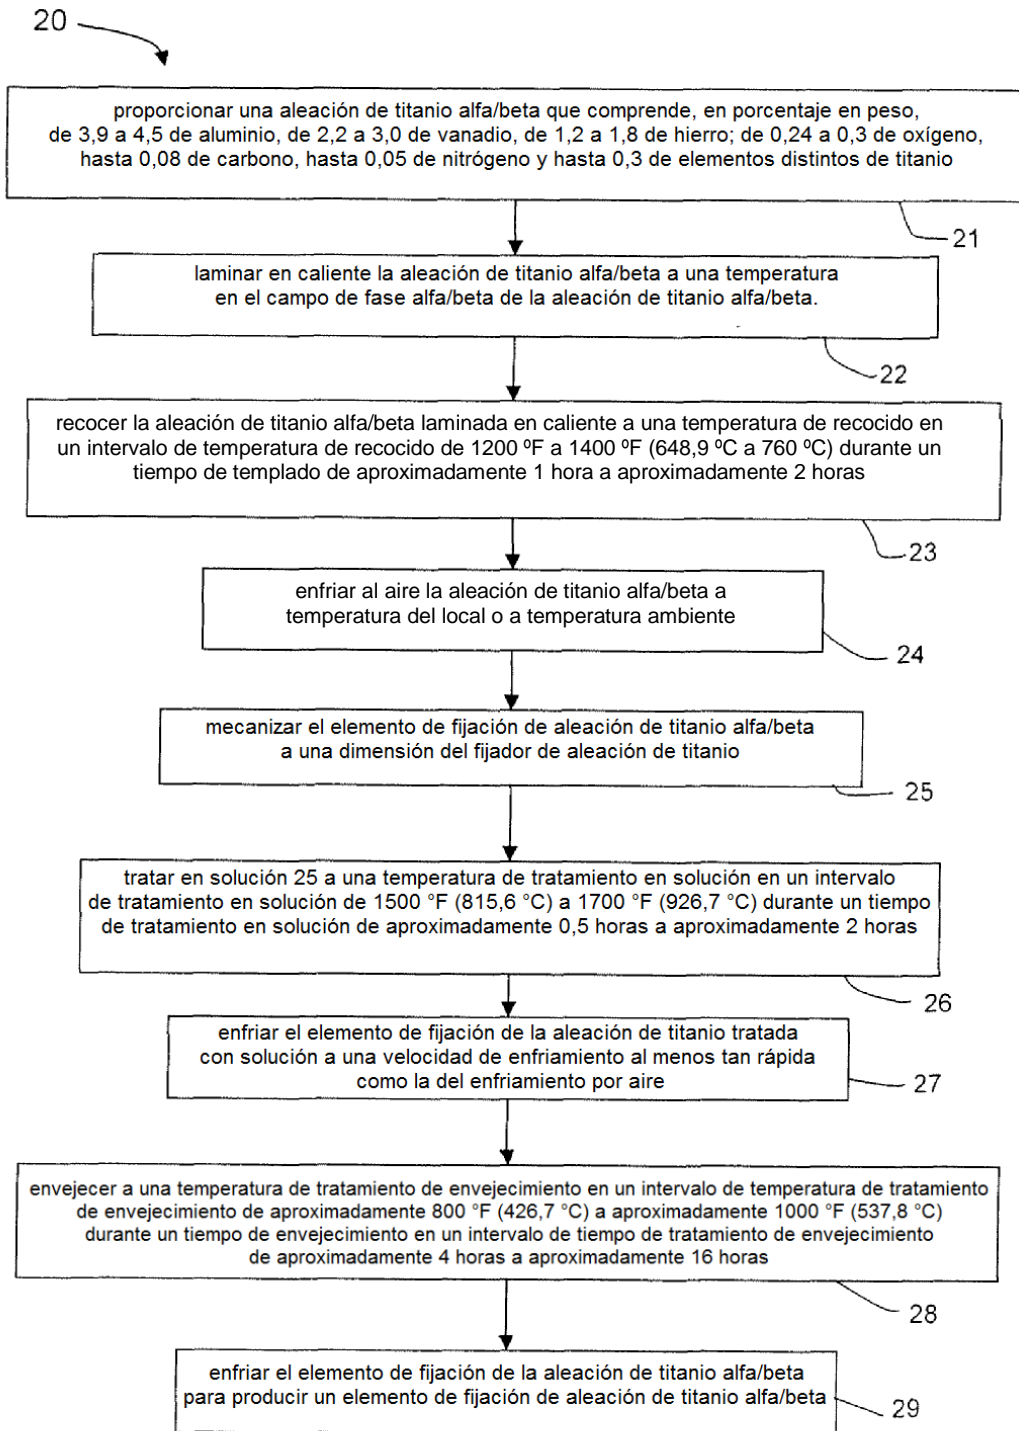 20
proporcionar una aleación de titanio alfa/beta que comprende, en porcentaje en peso,
de 3,9 a 4,5 de aluminio, de 2,2 a 3,0 de vanadio, de 1,2 a 1,8 de hierro; de 0,24 a 0,3 de oxígeno,
hasta 0,08 de carbono, hasta 0,05 de nitrógeno y hasta 0,3 de elementos distintos de titanio
21
laminar en caliente la aleación de titanio alfa/beta a una temperatura
en el campo de fase alfa/beta de la aleación de titanio alfa/beta.
22
recocer la aleación de titanio alfa/beta laminada en caliente a una temperatura de recocido en
un intervalo de temperatura de recocido de 1200 ºF a 1400 ºF (648,9 ºC a 760 ºC) durante un
tiempo de templado de aproximadamente 1 hora a aproximadamente 2 horas
23
enfriar al aire la aleación de titanio alfa/beta a
temperatura del local o a temperatura ambiente
24
mecanizar el elemento de fijación de aleación de titanio alfa/beta
a una dimensión del fijador de aleación de titanio
25
tratar en solución 25 a una temperatura de tratamiento en solución en un intervalo
de tratamiento en solución de 1500 °F (815,6 °C) a 1700 °F (926,7 °C) durante un tiempo
de tratamiento en solución de aproximadamente 0,5 horas a aproximadamente 2 horas
26
enfriar el elemento de fijación de la aleación de titanio tratada
con solución a una velocidad de enfriamiento al menos tan rápida
como la del enfriamiento por aire
27
envejecer a una temperatura de tratamiento de envejecimiento en un intervalo de temperatura de tratamiento
de envejecimiento de aproximadamente 800 °F (426,7 °C) a aproximadamente 1000 °F (537,8 °C)
durante un tiempo de envejecimiento en un intervalo de tiempo de tratamiento de envejecimiento
de aproximadamente 4 horas a aproximadamente 16 horas
28
enfriar el elemento de fijación de la aleación de titanio alfa/beta
para producir un elemento de fijación de aleación de titanio alfa/beta
29